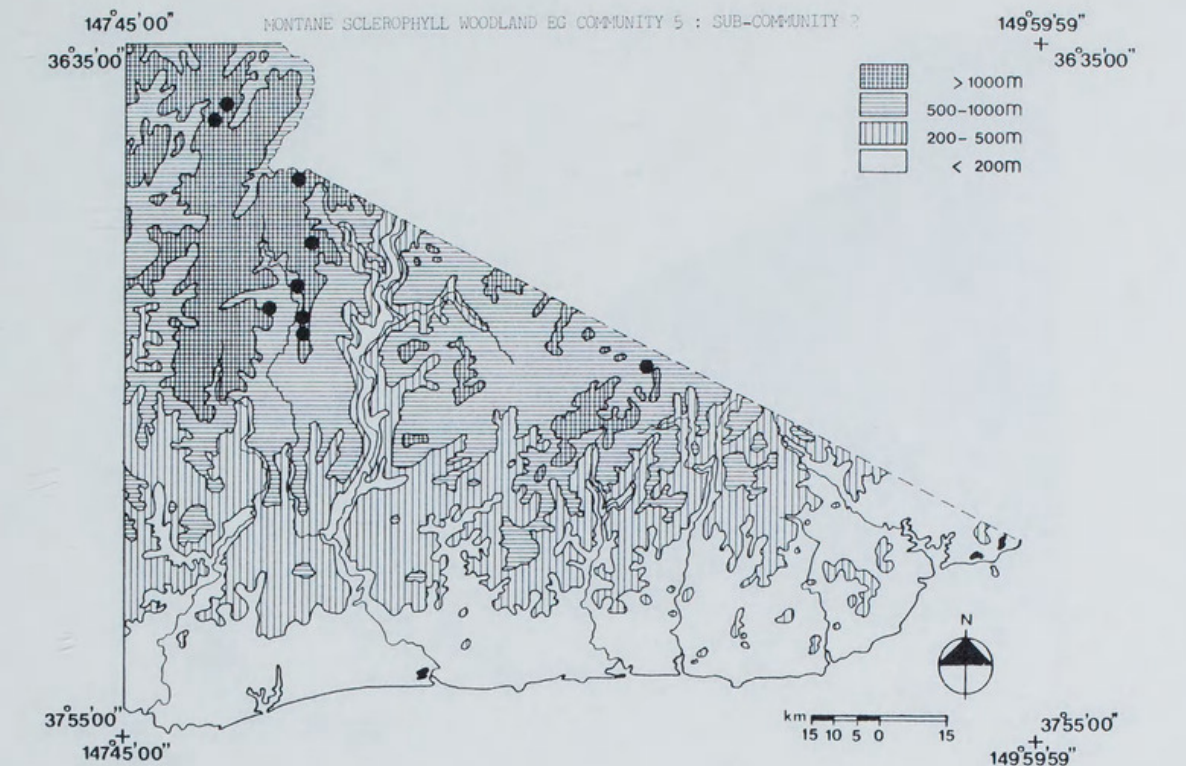 MONTANE SCLEROPHYLL WOODLAND EG COMMUNITY 5 : SUB-COMMUNITY
147°45'00"
36°35'00"
149°59'59"
36°35'00"
>1000m
500-1000m
200-500m
< 200m
N
km
15 10 5 0 15
37°55'00"
147°45'00"
37°55'00"
149°59'59"